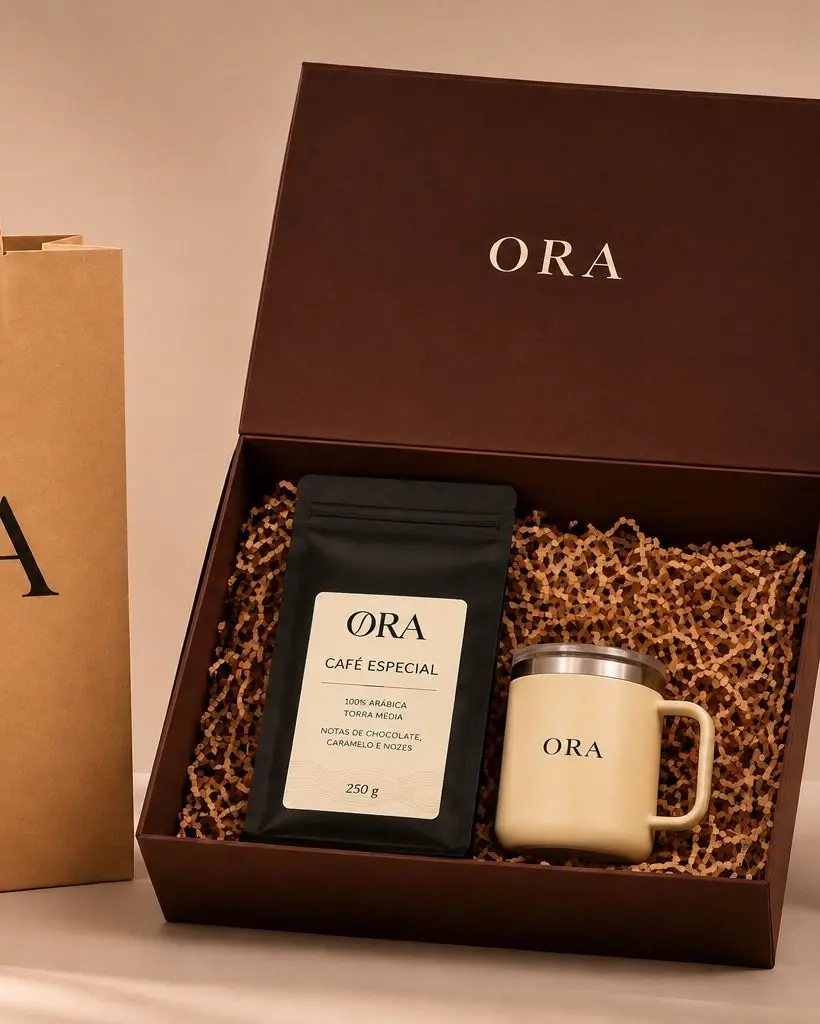 ORA
A
ØRA
CAFÉ ESPECIAL
100% ARÁBICA
TORRA MÉDIA
NOTAS DE CHOCOLATE,
CARAMELO E NOZES
250 g
ORA